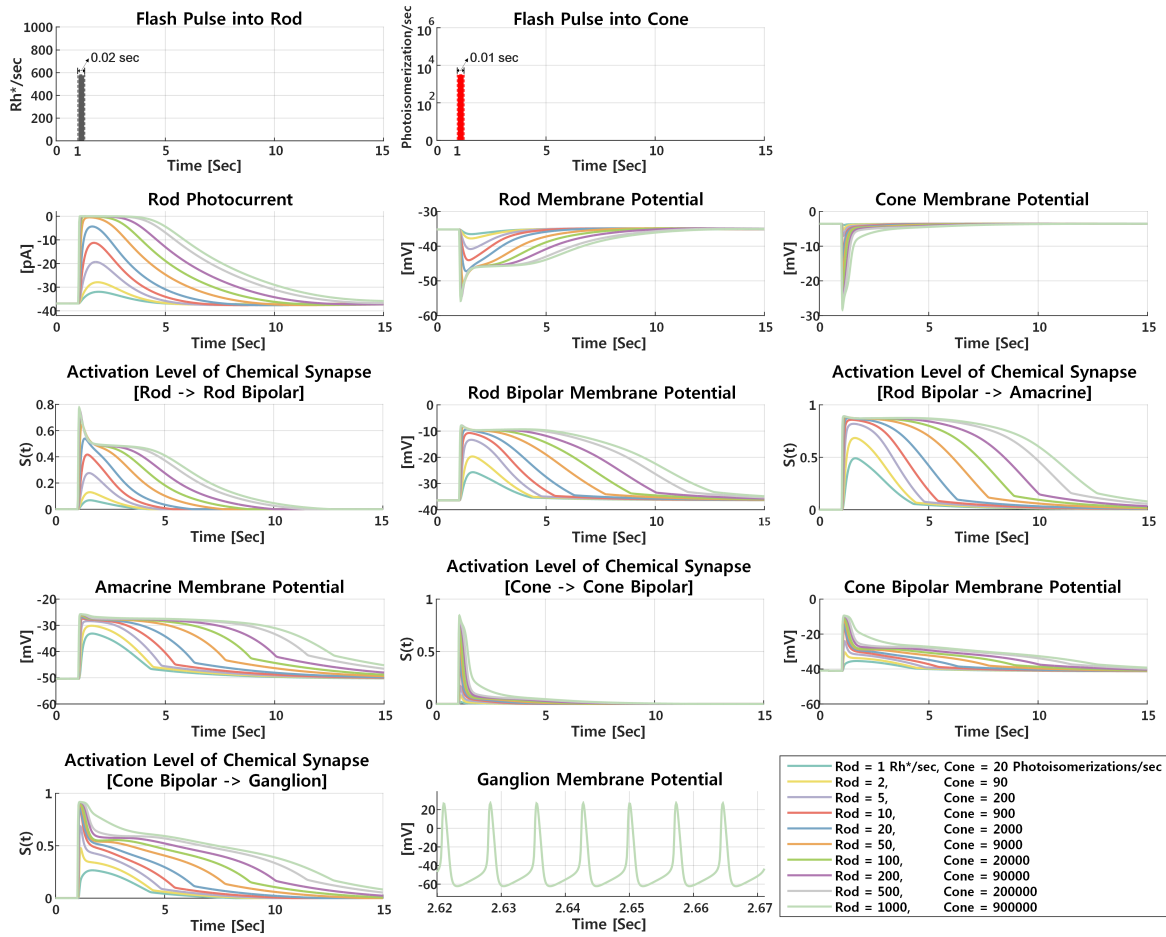 Flash Pulse into Rod
Rh*/sec
1000
800
600
400
200
0
0.02 sec
0 1 5 10 15
Time [Sec]
Flash Pulse into Cone
Photoisomerization/sec
10 6
10 4
10 2
0
0.01 sec
0 1 5 10 15
Time [Sec]
Rod Photocurrent
[pA]
0
-10
-20
-30
-40
0 5 10 15
Time [Sec]
Rod Membrane Potential
[mV]
-30
-40
-50
-60
0 5 10 15
Time [Sec]
Cone Membrane Potential
[mV]
0
-10
-20
-30
0 5 10 15
Time [Sec]
Activation Level of Chemical Synapse
[Rod -> Rod Bipolar]
S(t)
0.8
0.6
0.4
0.2
0
0 5 10 15
Time [Sec]
Rod Bipolar Membrane Potential
[mV]
0
-10
-20
-30
-40
0 5 10 15
Time [Sec]
Activation Level of Chemical Synapse
[Rod Bipolar -> Amacrine]
S(t)
1
0.5
0
0 5 10 15
Time [Sec]
Amacrine Membrane Potential
[mV]
-20
-30
-40
-50
-60
0 5 10 15
Time [Sec]
Activation Level of Chemical Synapse
[Cone -> Cone Bipolar]
S(t)
1
0.5
0
0 5 10 15
Time [Sec]
Cone Bipolar Membrane Potential
[mV]
0
-20
-40
-60
0 5 10 15
Time [Sec]
Activation Level of Chemical Synapse
[Cone Bipolar -> Ganglion]
S(t)
1
0.5
0
0 5 10 15
Time [Sec]
Ganglion Membrane Potential
[mV]
20
0
-20
-40
-60
2.62 2.63 2.64 2.65 2.66 2.67
Time [Sec]
Rod = 1 Rh*/sec, Cone = 20 Photoisomerizations/sec
Rod = 2, Cone = 90
Rod = 5, Cone = 200
Rod = 10, Cone = 900
Rod = 20, Cone = 2000
Rod = 50, Cone = 9000
Rod = 100, Cone = 20000
Rod = 200, Cone = 90000
Rod = 500, Cone = 200000
Rod = 1000, Cone = 900000